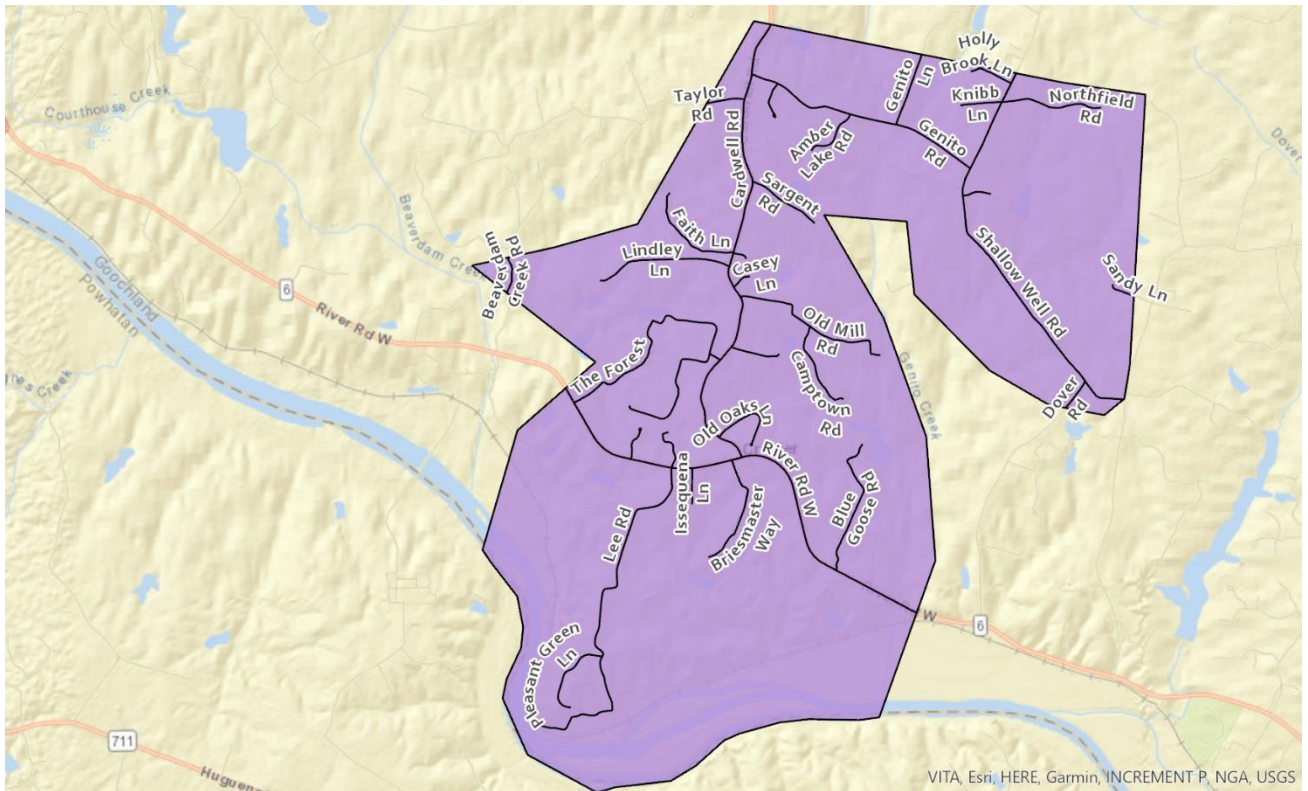 Holly
Brook Ln
Genito
Ln
Knibb
Ln
Northfield
Rd
Taylor
Rd
Cardwell Rd
Amber
Lake Rd
Genito
Rd
Sargent
Rd
Courthouse Creek
Dover
Beaverdam Creek
Faith Ln
Lindley
Ln
Casey
Ln
Shallow Well Rd
Sandy Ln
Beaverdam
Creek Rd
Goochland
Powhatan
6
River Rd W
Old Mill
Rd
The Forest
Camptown
Rd
Genito Creek
Dover
Rd
Creek
Old Oaks
Ln
River Rd W
Issequena
Ln
Lee Rd
Briesmaster
Way
Blue
Goose Rd
W
6
Pleasant Green
Ln
711
Huguen
VITA, Esri, HERE, Garmin, INCREMENT P, NGA, USGS